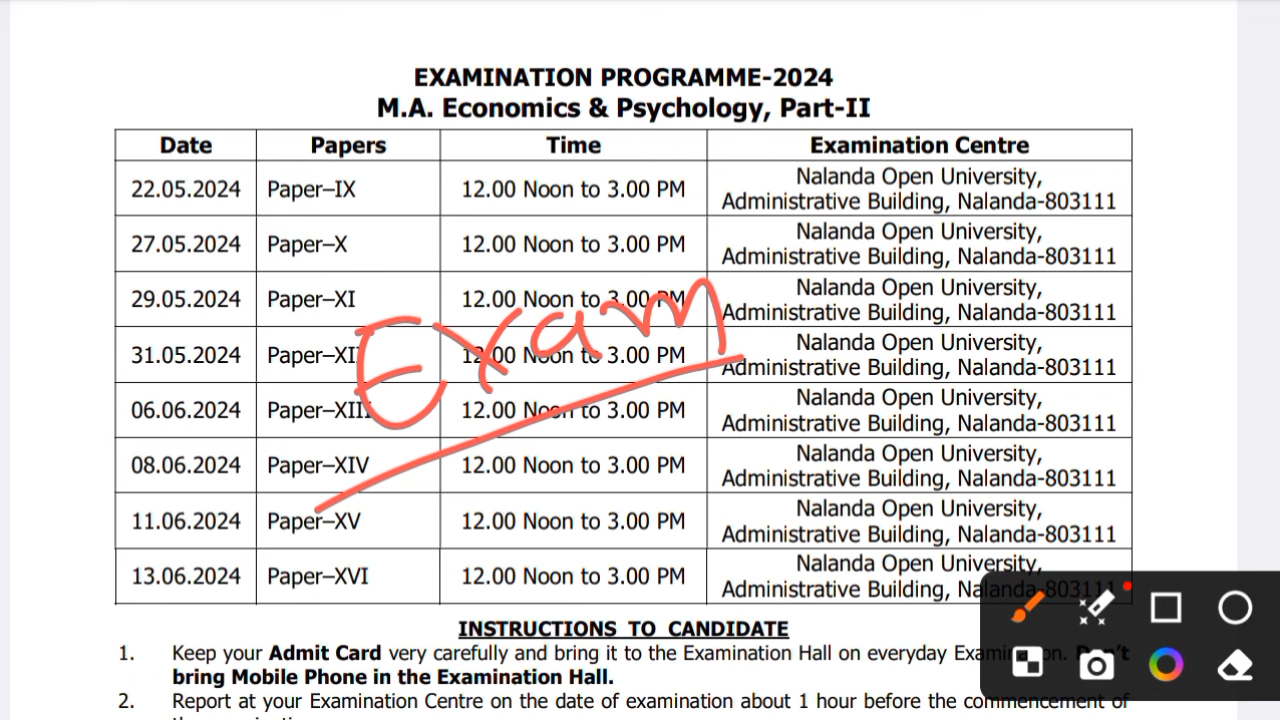 EXAMINATION PROGRAMME-2024
M.A. Economics & Psychology, Part-II
Date Papers Time Examination Centre
22.05.2024 Paper–IX 12.00 Noon to 3.00 PM Nalanda Open University,
Administrative Building, Nalanda-803111
27.05.2024 Paper–X 12.00 Noon to 3.00 PM Nalanda Open University,
Administrative Building, Nalanda-803111
29.05.2024 Paper–XI 12.00 Noon to 3.00 PM Nalanda Open University,
Administrative Building, Nalanda-803111
31.05.2024 Paper–XII 12.00 Noon to 3.00 PM Nalanda Open University,
Administrative Building, Nalanda-803111
Exam
06.06.2024 Paper–XIII 12.00 Noon to 3.00 PM Nalanda Open University,
Administrative Building, Nalanda-803111
08.06.2024 Paper–XIV 12.00 Noon to 3.00 PM Nalanda Open University,
Administrative Building, Nalanda-803111
11.06.2024 Paper–XV 12.00 Noon to 3.00 PM Nalanda Open University,
Administrative Building, Nalanda-803111
13.06.2024 Paper–XVI 12.00 Noon to 3.00 PM Nalanda Open University,
Administrative Building, Nalanda-803111
INSTRUCTIONS TO CANDIDATE
1. Keep your Admit Card very carefully and bring it to the Examination Hall on everyday Examination. Don't
bring Mobile Phone in the Examination Hall.
2. Report at your Examination Centre on the date of examination about 1 hour before the commencement of